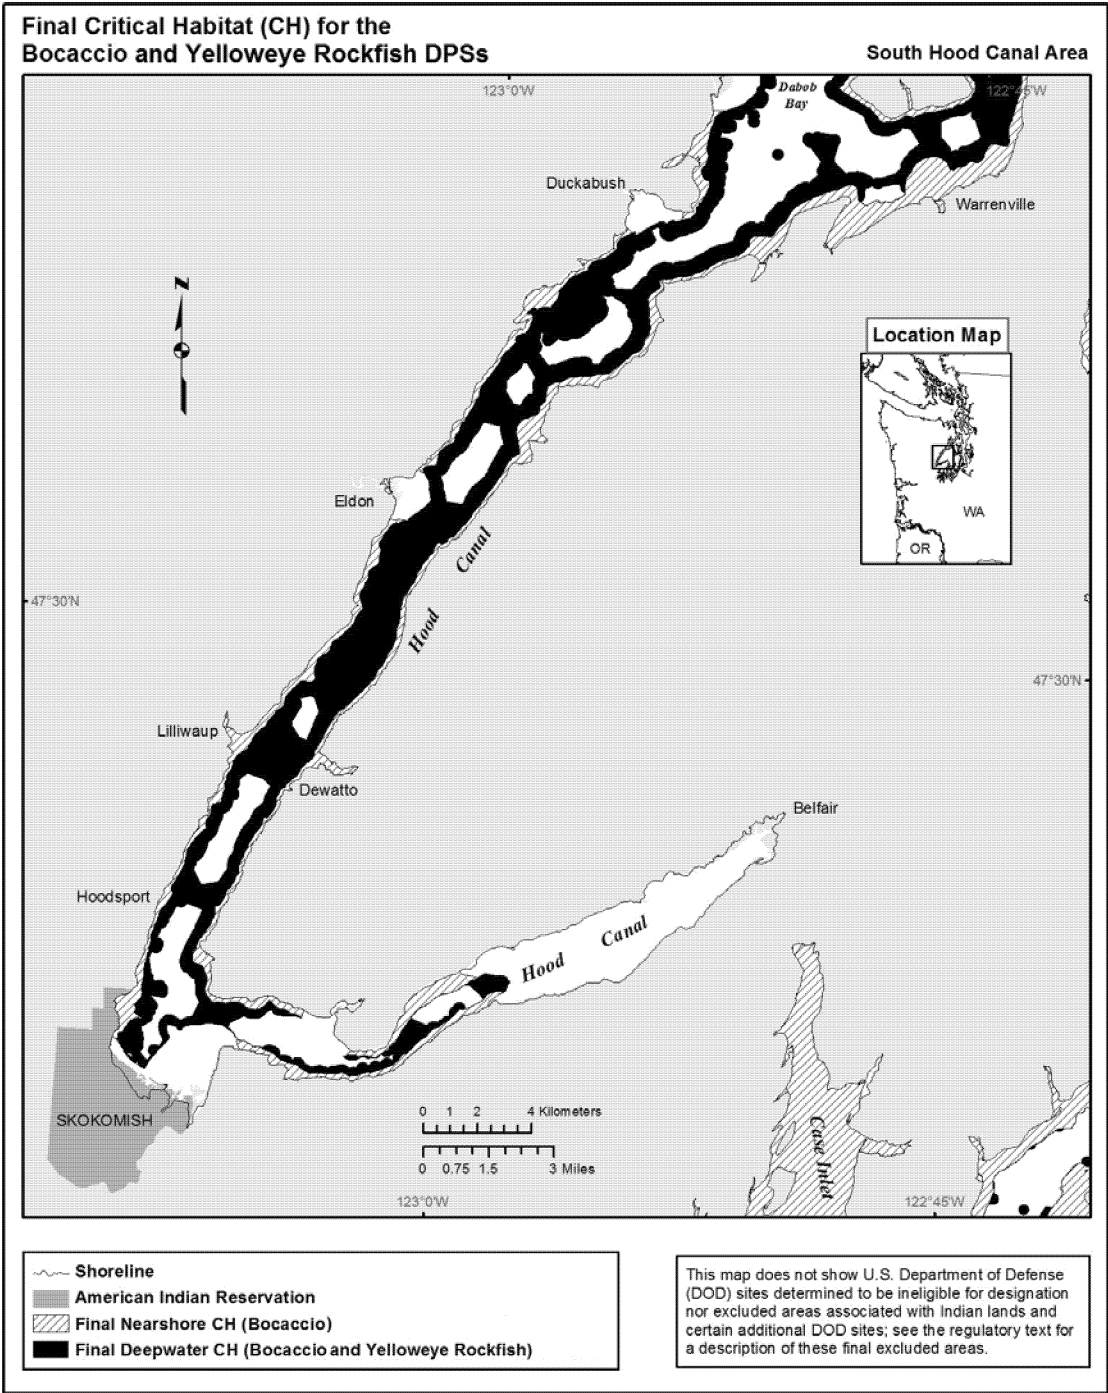 Final Critical Habitat (CH) for the
Bocaccio and Yelloweye Rockfish DPSs
South Hood Canal Area
123°0'W
Dabob
Bay
122°45'W
Duckabush
Warrenville
N
Location Map
WA
OR
Eldon
Hood Canal
47°30'N
47°30'N
Lilliwaup
Dewatto
Belfair
Hoodsport
Hood Canal
SKOKOMISH
0 1 2 4 Kilometers
0 0.75 1.5 3 Miles
Case Inlet
123°0'W
122°45'W
Shoreline
American Indian Reservation
Final Nearshore CH (Bocaccio)
Final Deepwater CH (Bocaccio and Yelloweye Rockfish)
This map does not show U.S. Department of Defense
(DOD) sites determined to be ineligible for designation
nor excluded areas associated with Indian lands and
certain additional DOD sites; see the regulatory text for
a description of these final excluded areas.